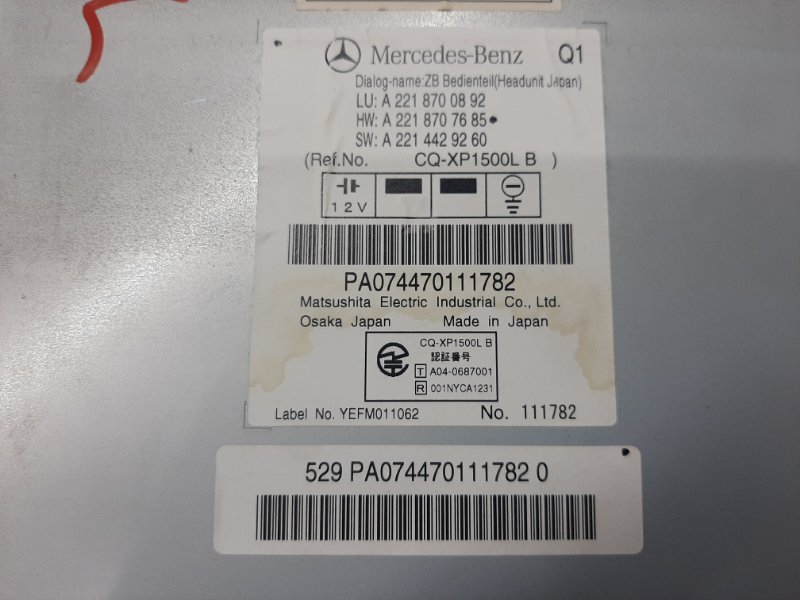 Mercedes-Benz Q1
Dialog-name:ZB Bedienteil(Headunit Japan)
LU: A 221 870 08 92
HW: A 221 870 76 85
SW: A 221 442 92 60
(Ref.No. CQ-XP1500L B )
12V
PA074470111782
Matsushita Electric Industrial Co., Ltd.
Osaka Japan Made in Japan
CQ-XP1500L B
認証番号
T A04-0687001
R 001NYCA1231
Label No. YEFM011062 No. 111782
529 PA074470111782 0